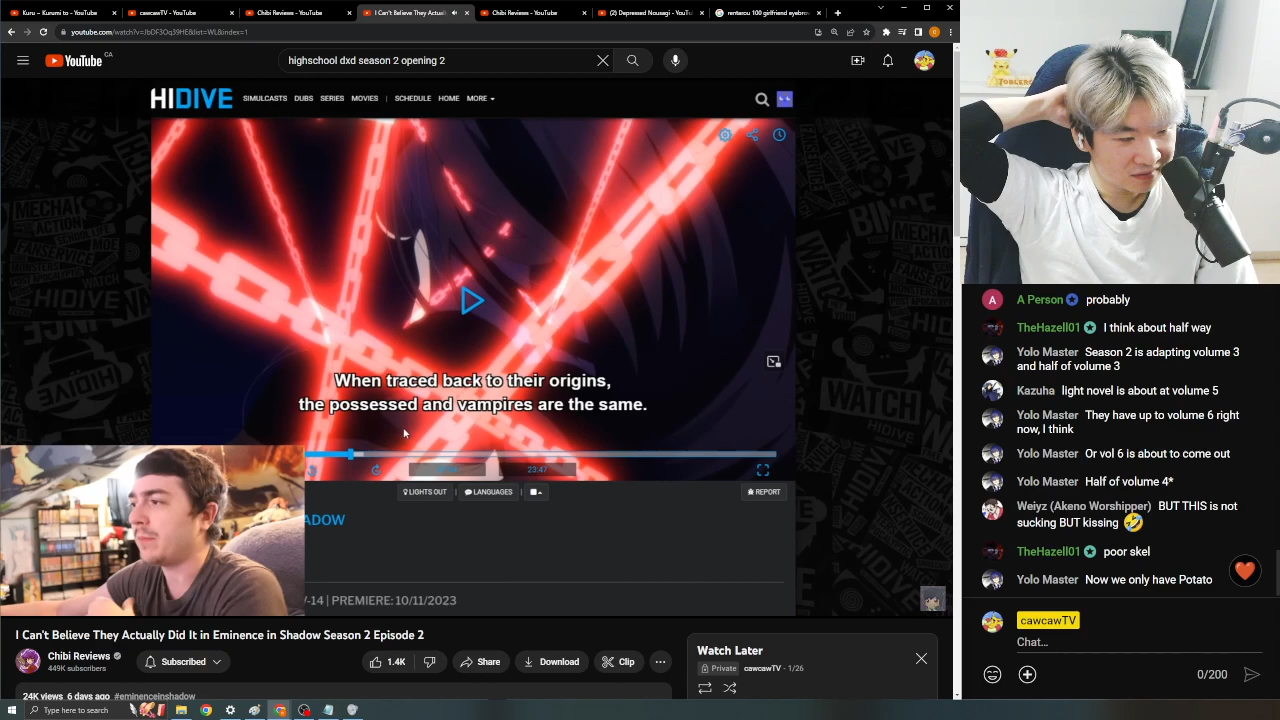 Kuru ~ Kurumi to - YouTube
cawcawTV - YouTube
Chibi Reviews - YouTube
I Can't Believe They Actual
Chibi Reviews - YouTube
(2) Depressed Nousagi - YouTu
renterou 100 girlfriend eyebrow
youtube.com/watch?v=JbDF3Oq39HE&list=WL&index=1
YouTube CA
highschool dxd season 2 opening 2
HIDIVE
SIMULCASTS DUBS SERIES MOVIES | SCHEDULE HOME MORE
When traced back to their origins,
the possessed and vampires are the same.
23:47
LIGHTS OUT
LANGUAGES
REPORT
ADOW
-14 | PREMIERE: 10/11/2023
I Can't Believe They Actually Did It in Eminence in Shadow Season 2 Episode 2
Chibi Reviews
449K subscribers
Subscribed
1.4K
Share
Download
Clip
24K views 6 days ago #eminenceinshadow
Watch Later
Private cawcawTV - 1/26
Type here to search
TOBLERO
A Person probably
TheHazell01 I think about half way
Yolo Master Season 2 is adapting volume 3
and half of volume 3
Kazuha light novel is about at volume 5
Yolo Master They have up to volume 6 right
now, I think
Yolo Master Or vol 6 is about to come out
Yolo Master Half of volume 4*
Weiyz (Akeno Worshipper) BUT THIS is not
sucking BUT kissing 🤣
TheHazell01 poor skel
Yolo Master Now we only have Potato
cawcawTV
Chat...
0/200